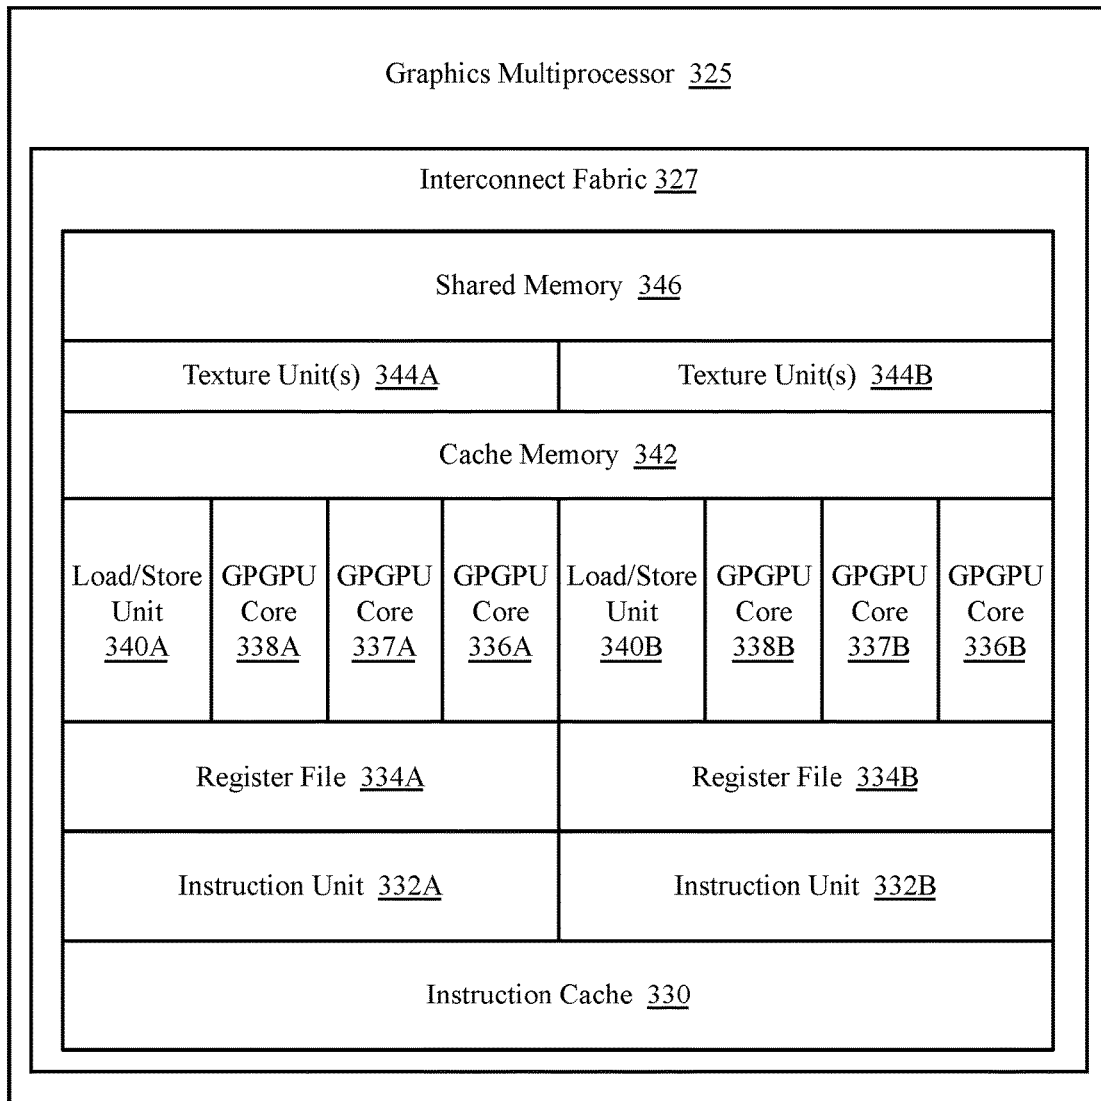 Graphics Multiprocessor 325
Interconnect Fabric 327
Shared Memory 346
Texture Unit(s) 344A
Texture Unit(s) 344B
Cache Memory 342
Load/Store
Unit
340A
GPGPU
Core
338A
GPGPU
Core
337A
GPGPU
Core
336A
Load/Store
Unit
340B
GPGPU
Core
338B
GPGPU
Core
337B
GPGPU
Core
336B
Register File 334A
Register File 334B
Instruction Unit 332A
Instruction Unit 332B
Instruction Cache 330